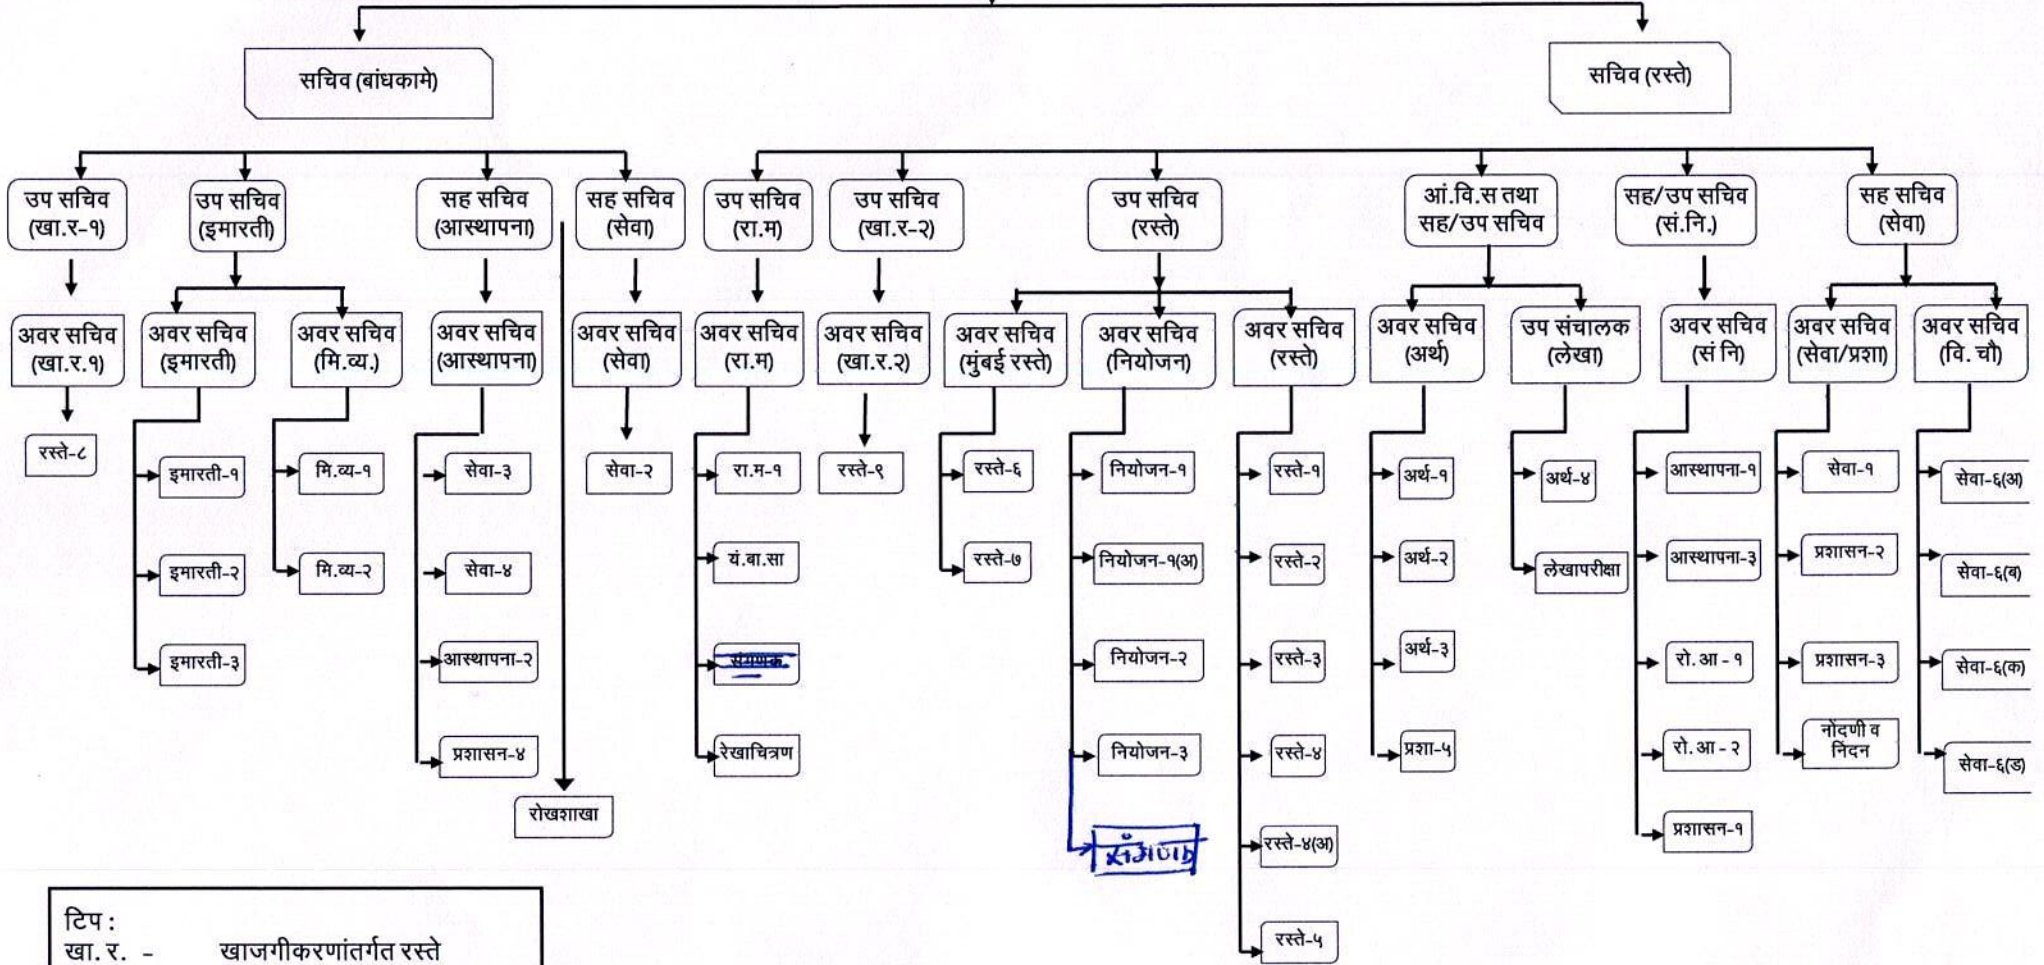 सचिव (बांधकामे)
सचिव (रस्ते)
उप सचिव
(खा.र-१)
उप सचिव
(इमारती)
सह सचिव
(आस्थापना)
सह सचिव
(सेवा)
उप सचिव
(रा.म)
उप सचिव
(खा.र-२)
उप सचिव
(रस्ते)
आं.वि.स तथा
सह/उप सचिव
सह/उप सचिव
(सं.नि.)
सह सचिव
(सेवा)
अवर सचिव
(खा.र.१)
अवर सचिव
(इमारती)
अवर सचिव
(मि.व्य.)
अवर सचिव
(आस्थापना)
अवर सचिव
(सेवा)
अवर सचिव
(रा.म)
अवर सचिव
(खा.र.२)
अवर सचिव
(मुंबई रस्ते)
अवर सचिव
(नियोजन)
अवर सचिव
(रस्ते)
अवर सचिव
(अर्थ)
उप संचालक
(लेखा)
अवर सचिव
(सं नि)
अवर सचिव
(सेवा/प्रशा)
अवर सचिव
(वि. चौ)
रस्ते-८
इमारती-१
इमारती-२
इमारती-३
मि.व्य-१
मि.व्य-२
सेवा-३
सेवा-४
आस्थापना-२
प्रशासन-४
रोखशाखा
सेवा-२
रा.म-१
यं.बा.सा
संगणक
रेखाचित्रण
रस्ते-९
रस्ते-६
रस्ते-७
नियोजन-१
नियोजन-१(अ)
नियोजन-२
नियोजन-३
संगणक
रस्ते-१
रस्ते-२
रस्ते-३
रस्ते-४
रस्ते-४(अ)
रस्ते-५
अर्थ-१
अर्थ-२
अर्थ-३
प्रशा-५
अर्थ-४
लेखापरीक्षा
आस्थापना-१
आस्थापना-३
रो.आ - १
रो.आ - २
प्रशासन-१
सेवा-१
प्रशासन-२
प्रशासन-३
नोंदणी व
निंदन
सेवा-६(अ)
सेवा-६(ब)
सेवा-६(क)
सेवा-६(ड)
टिप :
खा. र. - खाजगीकरणांतर्गत रस्ते